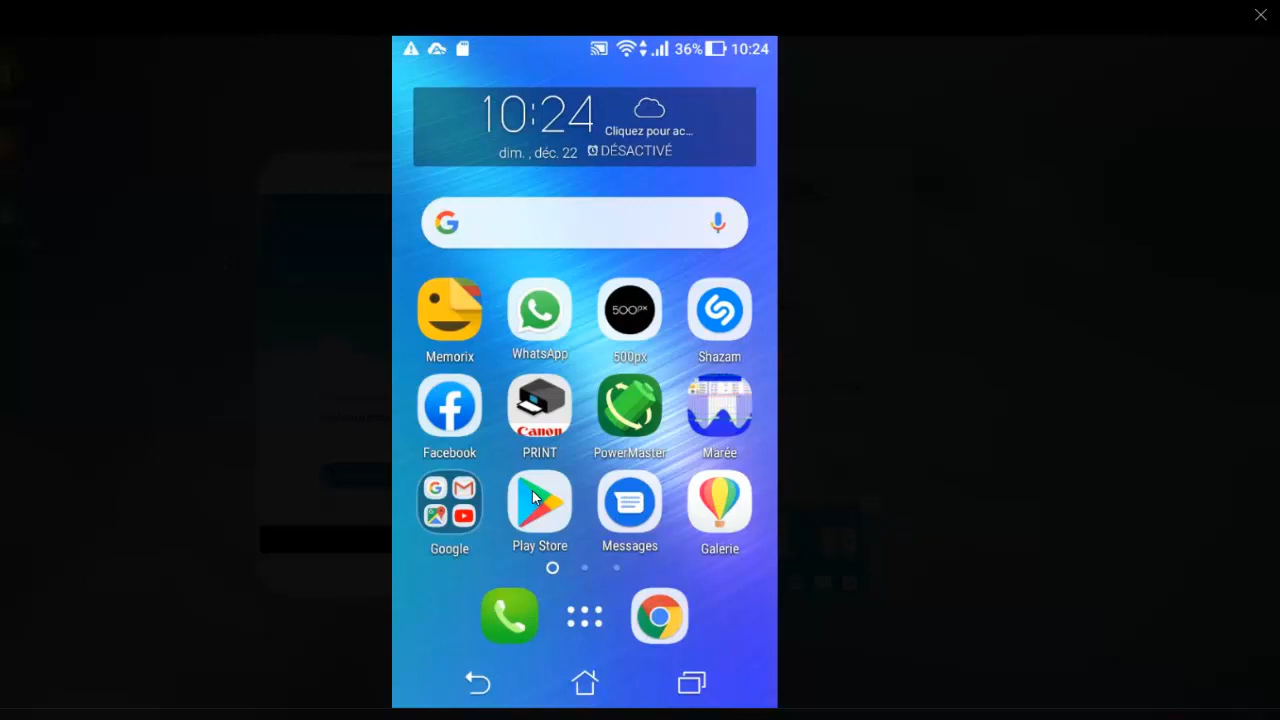 36% 10:24
10:24
Cliquez pour ac...
dim. , déc. 22 DÉSACTIVÉ
500px
Memorix WhatsApp 500px Shazam
Canon
Facebook PRINT PowerMaster Marée
Google Play Store Messages Galerie